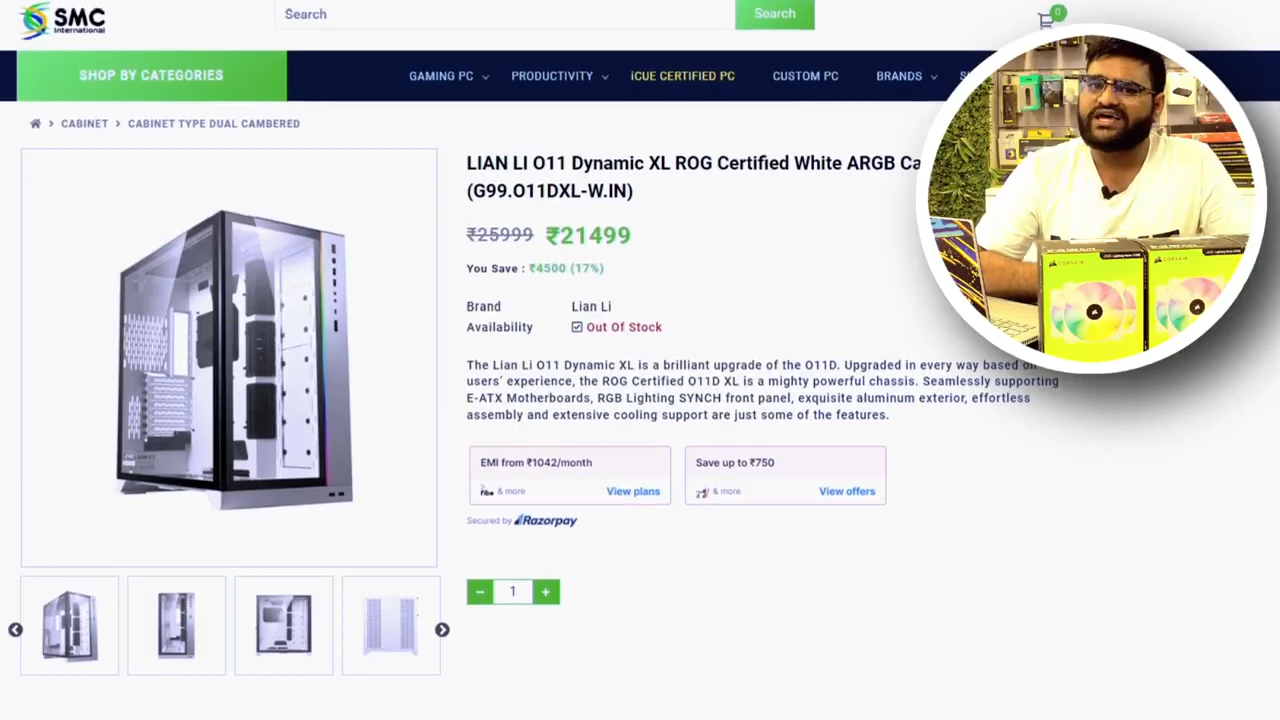 SMC
International
Search
Search
0
SHOP BY CATEGORIES
GAMING PC
PRODUCTIVITY
iCUE CERTIFIED PC
CUSTOM PC
BRANDS
CABINET
CABINET TYPE DUAL CAMBERED
LIAN LI O11 Dynamic XL ROG Certified White ARGB Ca
(G99.O11DXL-W.IN)
₹25999 ₹21499
You Save : ₹4500 (17%)
Brand Lian Li
Availability Out Of Stock
The Lian Li O11 Dynamic XL is a brilliant upgrade of the O11D. Upgraded in every way based on
users' experience, the ROG Certified O11D XL is a mighty powerful chassis. Seamlessly supporting
E-ATX Motherboards, RGB Lighting SYNCH front panel, exquisite aluminum exterior, effortless
assembly and extensive cooling support are just some of the features.
EMI from ₹1042/month
Fibe & more View plans
Save up to ₹750
& more View offers
Secured by Razorpay
− 1 +
CORSAIR
CORSAIR